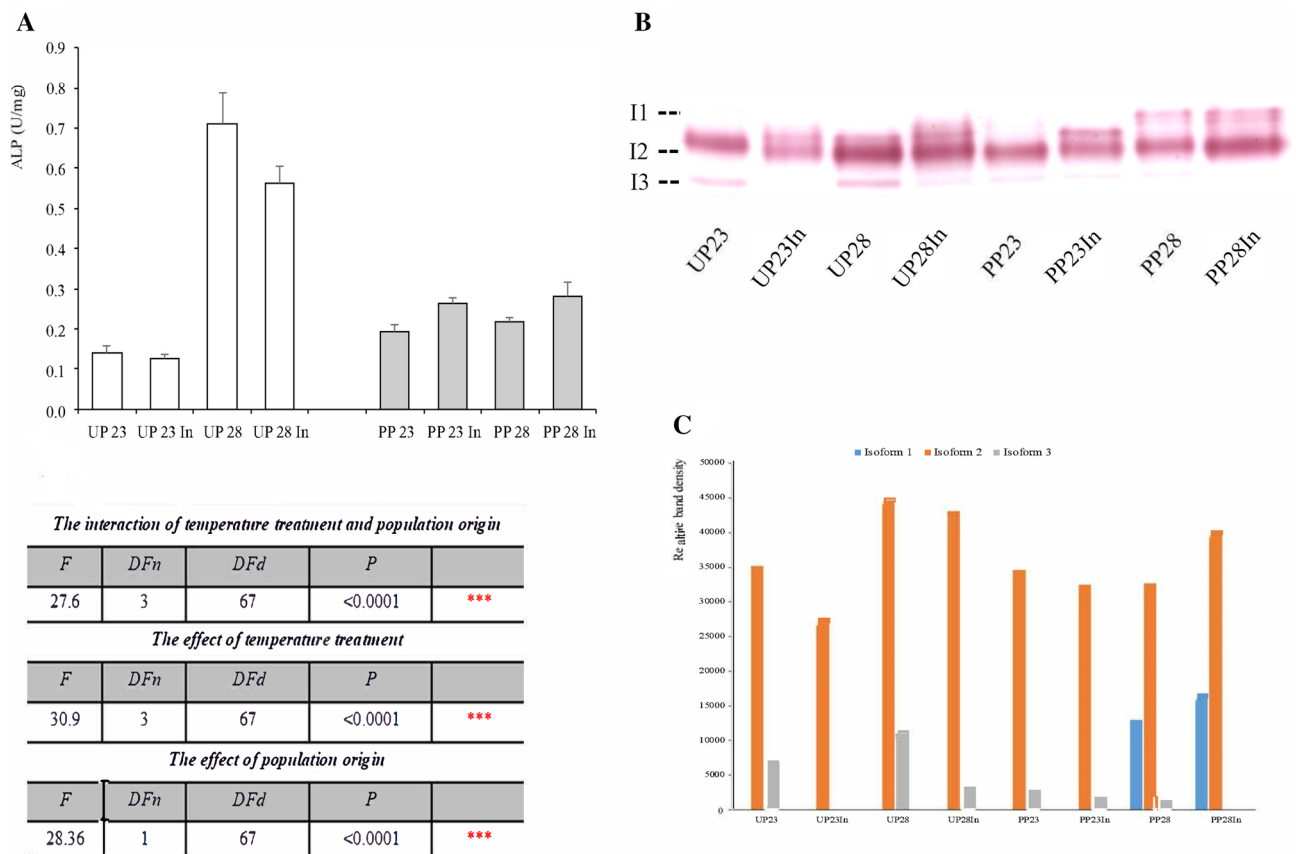 A
ALP (U/mg)
0.9
0.8
0.7
0.6
0.5
0.4
0.3
0.2
0.1
0.0
UP 23 UP 23 In UP 28 UP 28 In PP 23 PP 23 In PP 28 PP 28 In
The interaction of temperature treatment and population origin
F DFn DFd P
27.6 3 67 <0.0001 ***
The effect of temperature treatment
F DFn DFd P
30.9 3 67 <0.0001 ***
The effect of population origin
F DFn DFd P
28.36 1 67 <0.0001 ***
B
I1
I2
I3
UP23 UP23In UP28 UP28In PP23 PP23In PP28 PP28In
C
Isoform 1 Isoform 2 Isoform 3
Re altive band density
50000
45000
40000
35000
30000
25000
20000
15000
10000
5000
0
UP23 UP23In UP28 UP28In PP23 PP23In PP28 PP28In